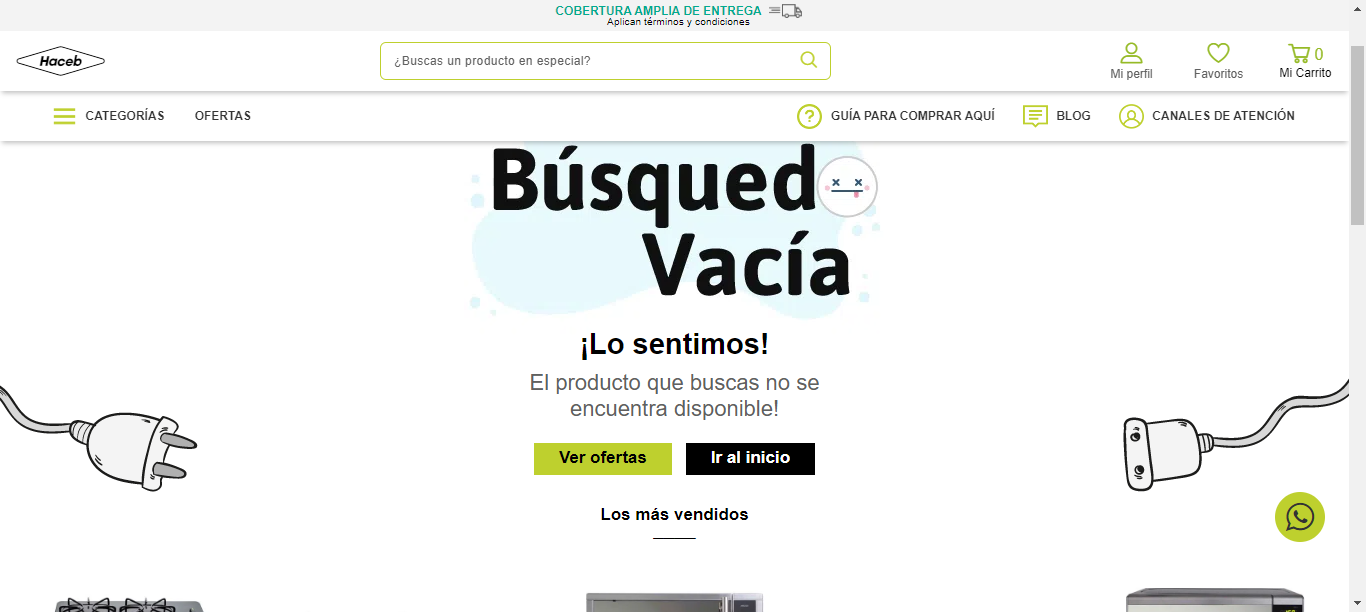 COBERTURA AMPLIA DE ENTREGA
Aplican términos y condiciones
Haceb
¿Buscas un producto en especial?
Mi perfil
Favoritos
0
Mi Carrito
CATEGORÍAS
OFERTAS
GUÍA PARA COMPRAR AQUÍ
BLOG
CANALES DE ATENCIÓN
Búsqued
Vacía
¡Lo sentimos!
El producto que buscas no se
encuentra disponible!
Ver ofertas
Ir al inicio
Los más vendidos